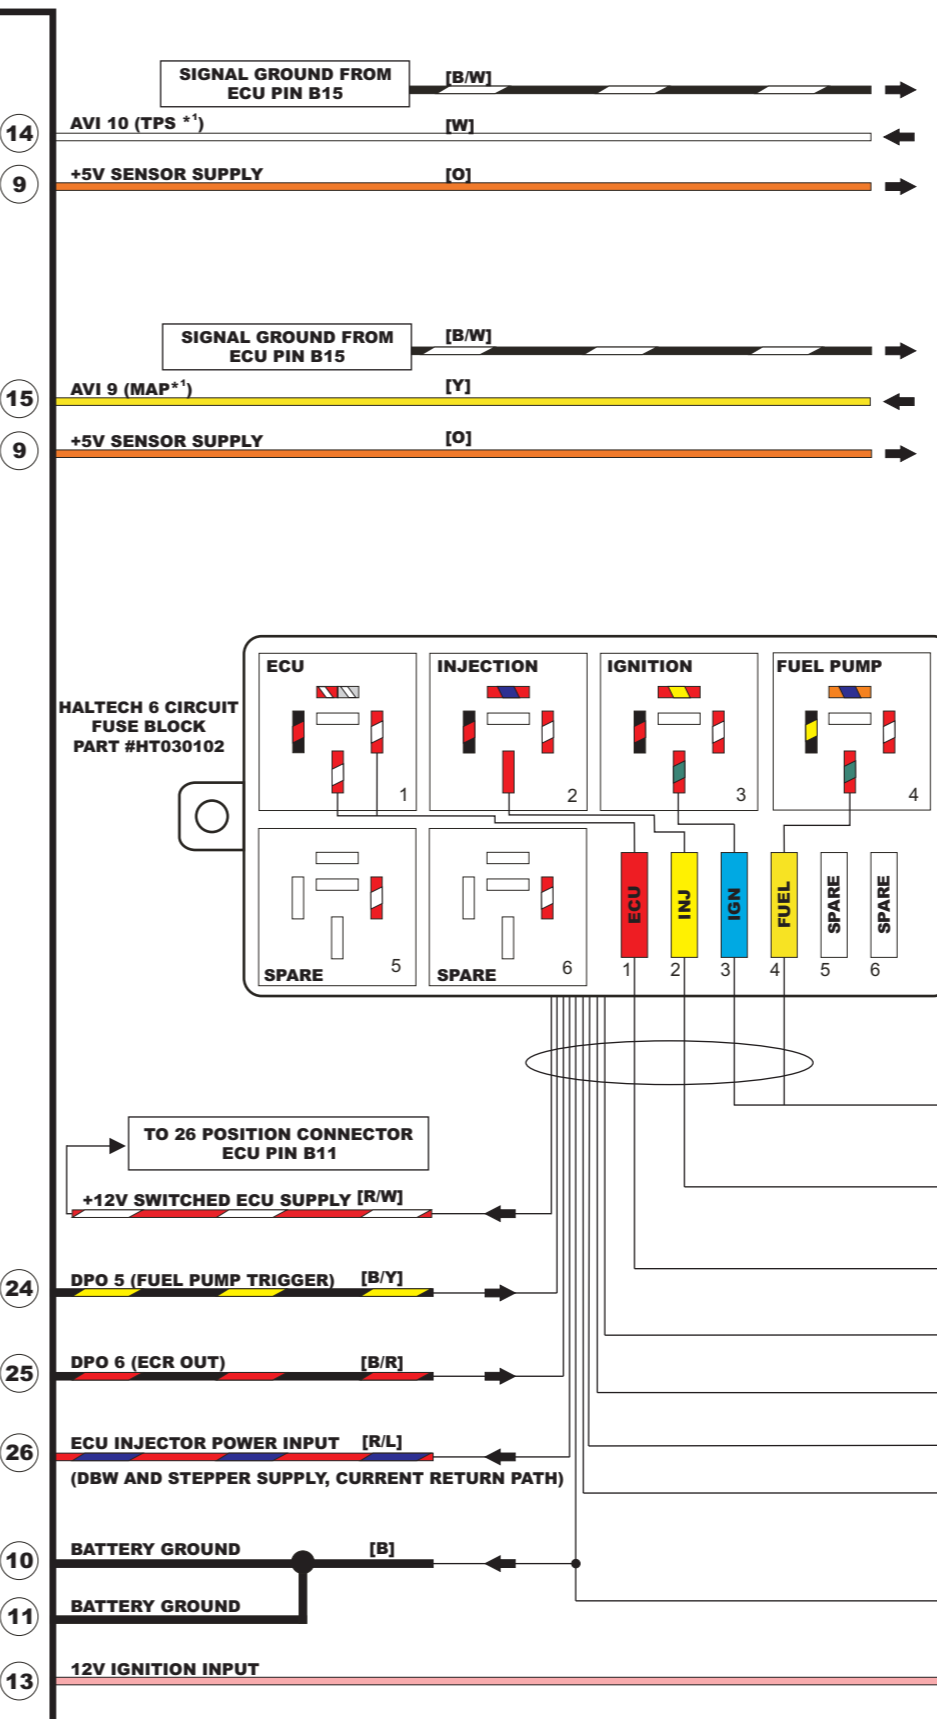 SIGNAL GROUND FROM
ECU PIN B15
[B/W]
14
AVI 10 (TPS *¹)
[W]
9
+5V SENSOR SUPPLY
[O]
SIGNAL GROUND FROM
ECU PIN B15
[B/W]
15
AVI 9 (MAP*¹)
[Y]
9
+5V SENSOR SUPPLY
[O]
HALTECH 6 CIRCUIT
FUSE BLOCK
PART #HT030102
ECU
1
INJECTION
2
IGNITION
3
FUEL PUMP
4
SPARE
5
SPARE
6
ECU
1
INJ
2
IGN
3
FUEL
4
SPARE
5
SPARE
6
TO 26 POSITION CONNECTOR
ECU PIN B11
+12V SWITCHED ECU SUPPLY [R/W]
24
DPO 5 (FUEL PUMP TRIGGER)
[B/Y]
25
DPO 6 (ECR OUT)
[B/R]
26
ECU INJECTOR POWER INPUT
[R/L]
(DBW AND STEPPER SUPPLY, CURRENT RETURN PATH)
10
BATTERY GROUND
[B]
11
BATTERY GROUND
13
12V IGNITION INPUT